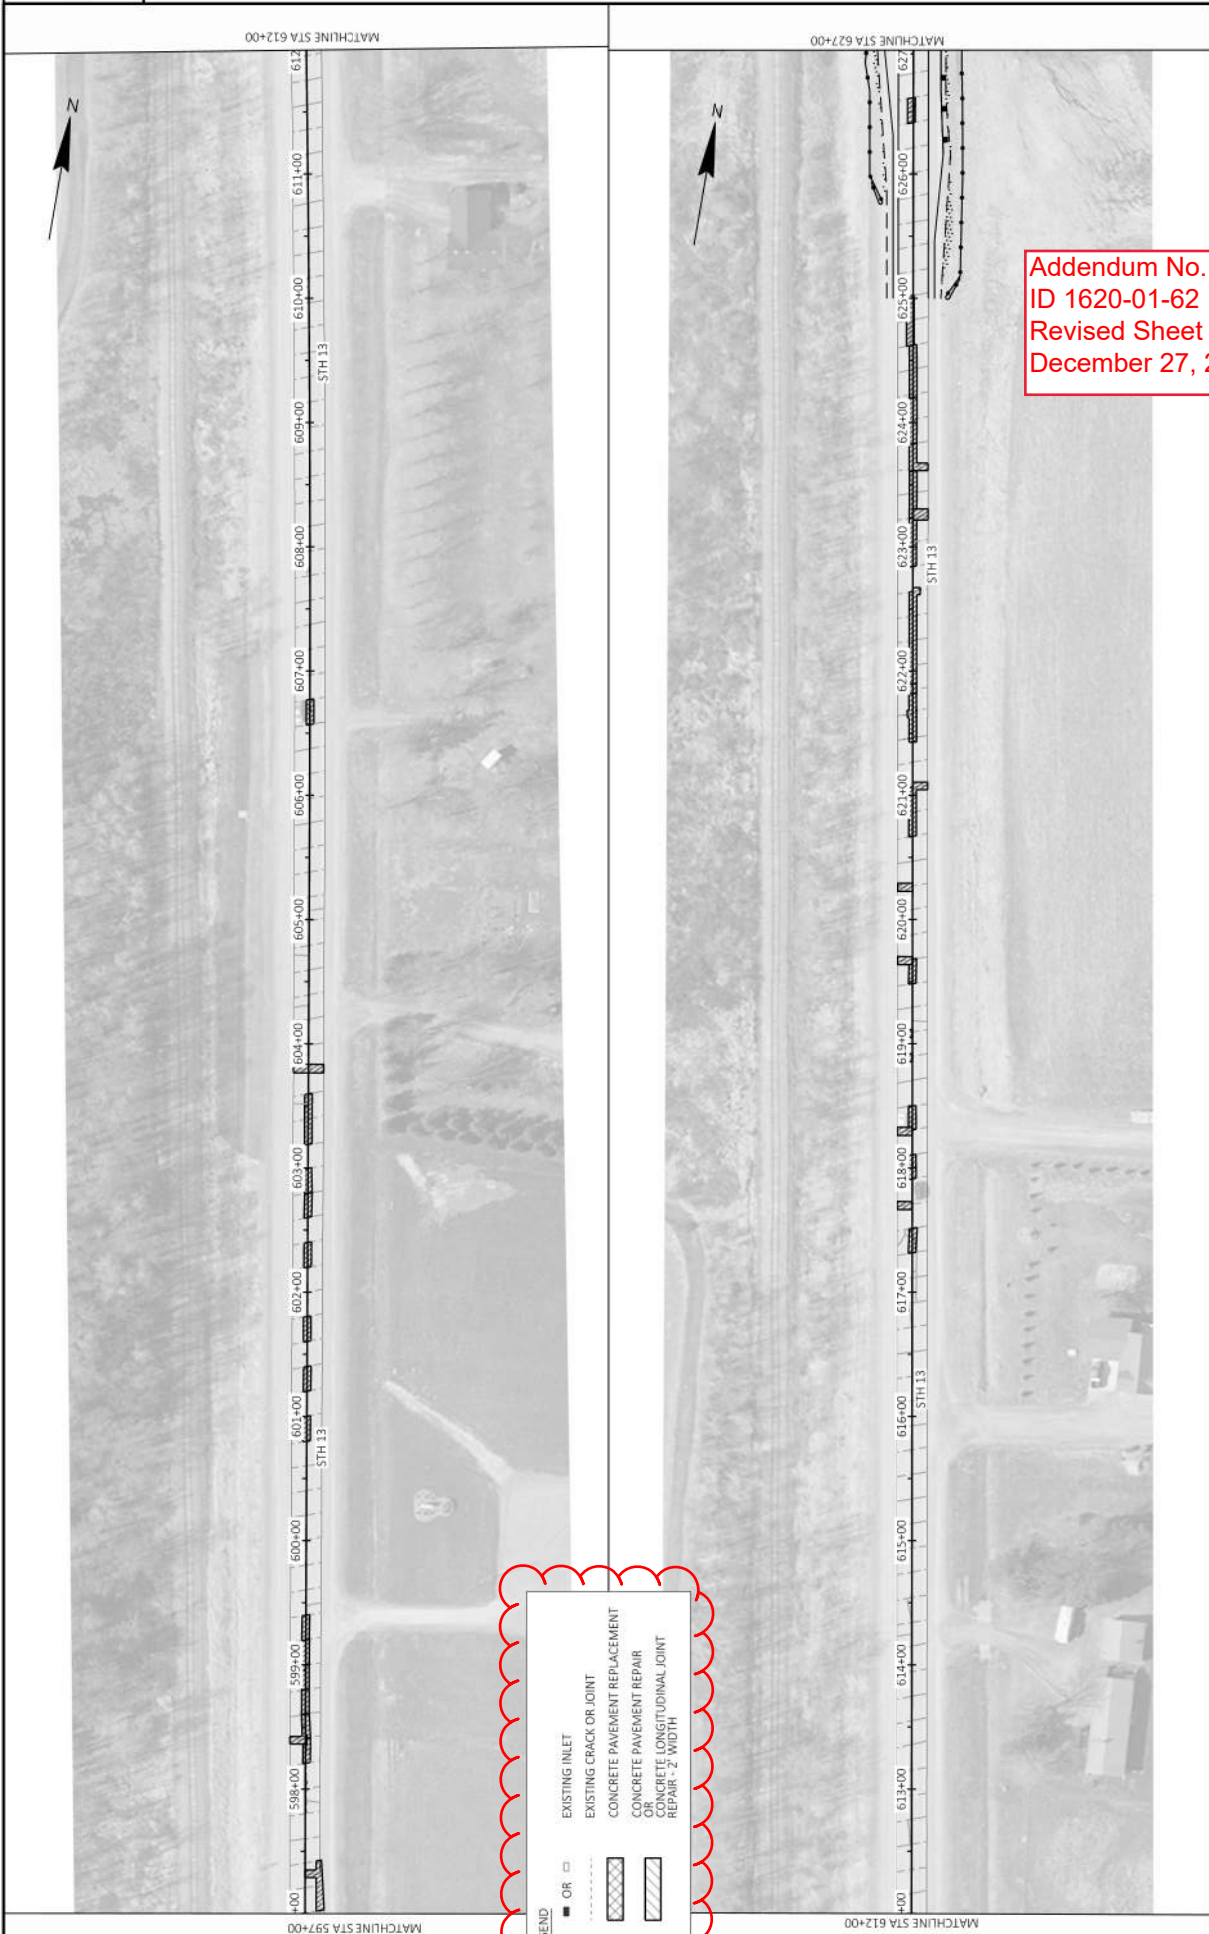 MATCHLINE STA 612+00
N
612
611+00
610+00
STH 13
609+00
608+00
607+00
606+00
605+00
604+00
603+00
602+00
601+00
STH 13
600+00
599+00
598+00
+00
MATCHLINE STA 597+00
MATCHLINE STA 627+00
N
627
626+00
625+00
624+00
623+00
STH 13
622+00
621+00
620+00
619+00
618+00
617+00
STH 13
616+00
615+00
614+00
613+00
+00
MATCHLINE STA 612+00
Addendum No.
ID 1620-01-62
Revised Sheet
December 27, 2
END
OR
EXISTING INLET
EXISTING CRACK OR JOINT
CONCRETE PAVEMENT REPLACEMENT
CONCRETE PAVEMENT REPAIR
OR
CONCRETE LONGITUDINAL JOINT
REPAIR - 2' WIDTH